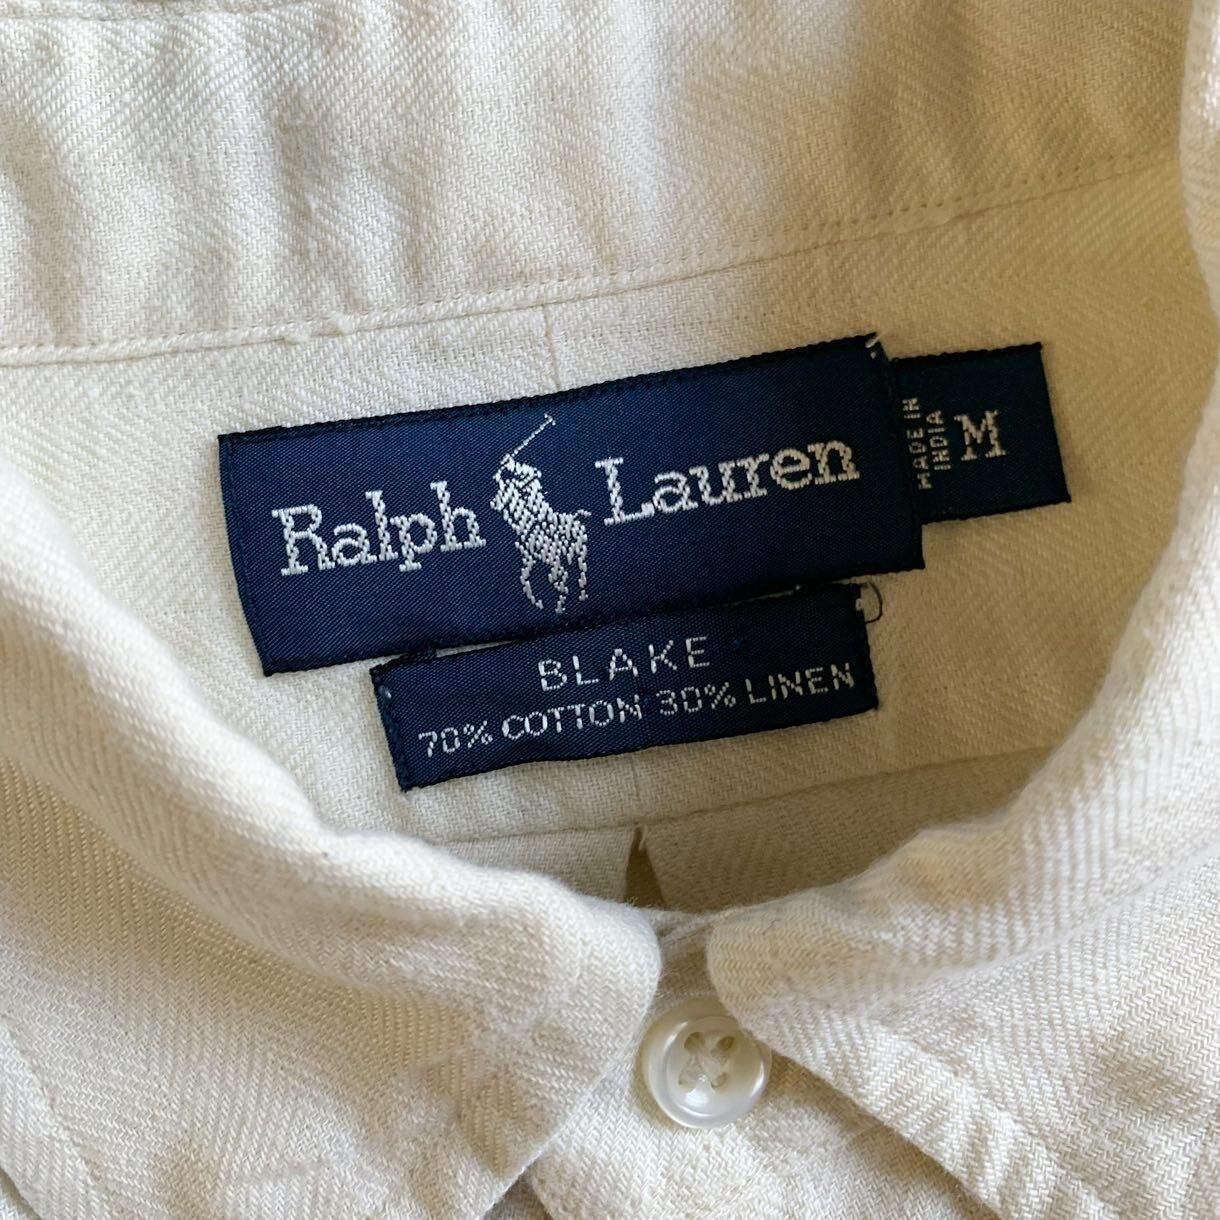 Ralph Lauren
MADE IN
INDIA
M
BLAKE
70% COTTON 30% LINEN